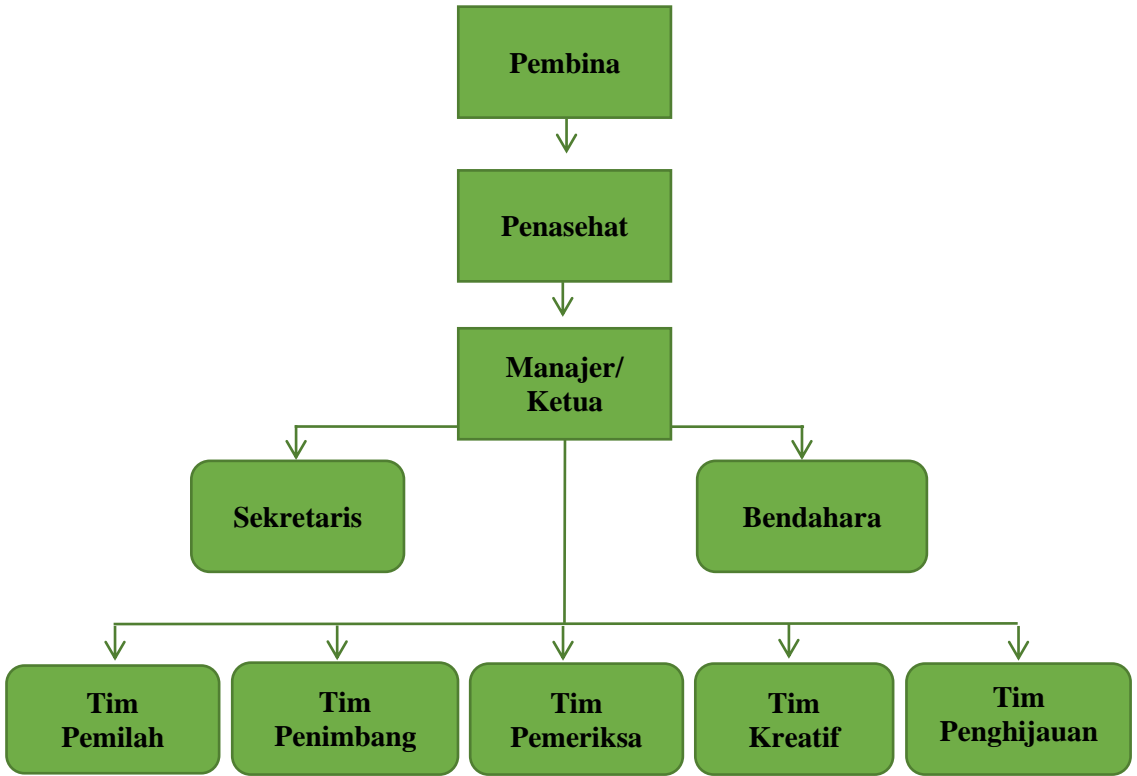 Pembina
Penasehat
Manajer/
Ketua
Sekretaris
Bendahara
Tim
Pemilah
Tim
Penimbang
Tim
Pemeriksa
Tim
Kreatif
Tim
Penghijauan